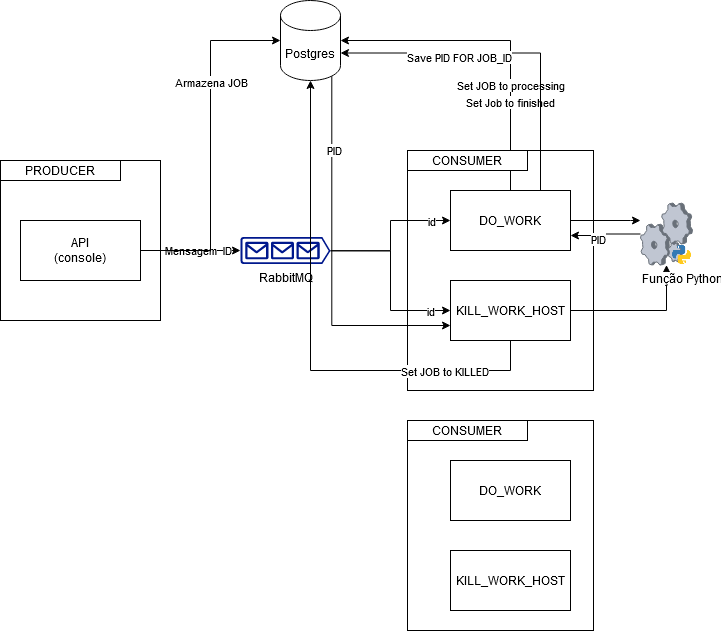 Postgres
Save PID FOR JOB_ID
Armazena JOB
Set JOB to processing
Set Job to finished
PID
PRODUCER
CONSUMER
API
(console)
Mensagem ID
RabbitMQ
id
DO_WORK
PID
Função Python
id
KILL_WORK_HOST
Set JOB to KILLED
CONSUMER
DO_WORK
KILL_WORK_HOST